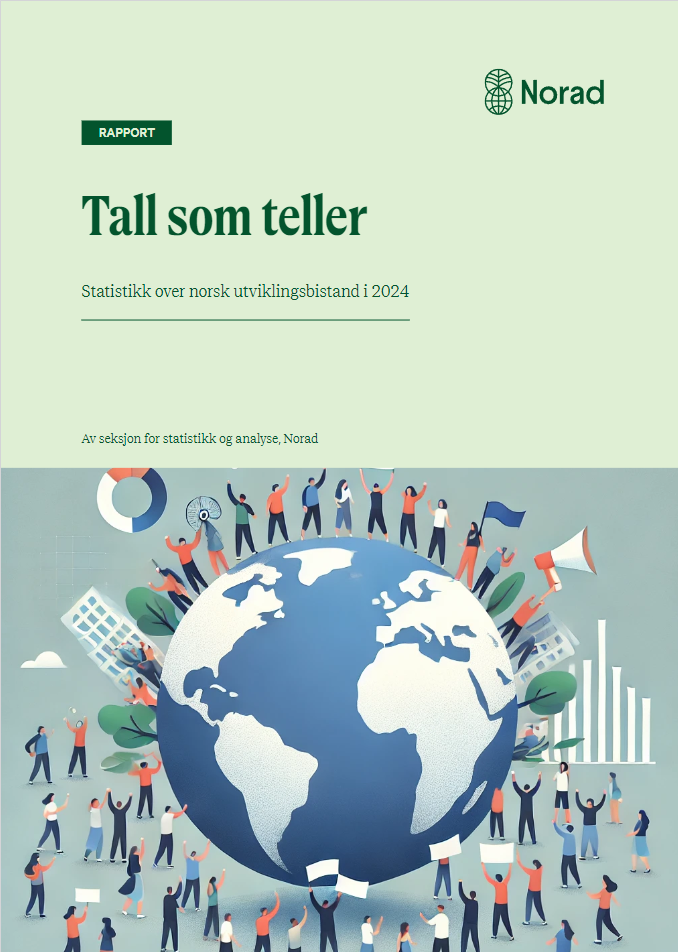 Norad
RAPPORT
Tall som teller
Statistikk over norsk utviklingsbistand i 2024
Av seksjon for statistikk og analyse, Norad